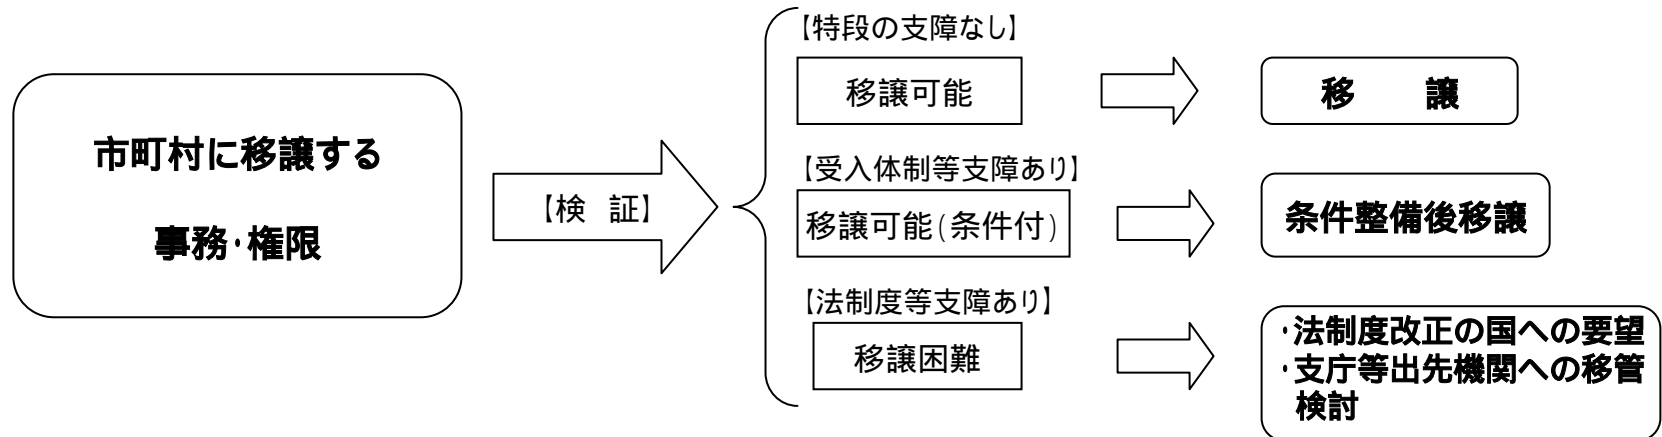 市町村に移譲する
事務・権限
【検 証】
【特段の支障なし】
移譲可能
移 譲
【受入体制等支障あり】
移譲可能(条件付)
条件整備後移譲
【法制度等支障あり】
移譲困難
・法制度改正の国への要望
・支庁等出先機関への移管
検討